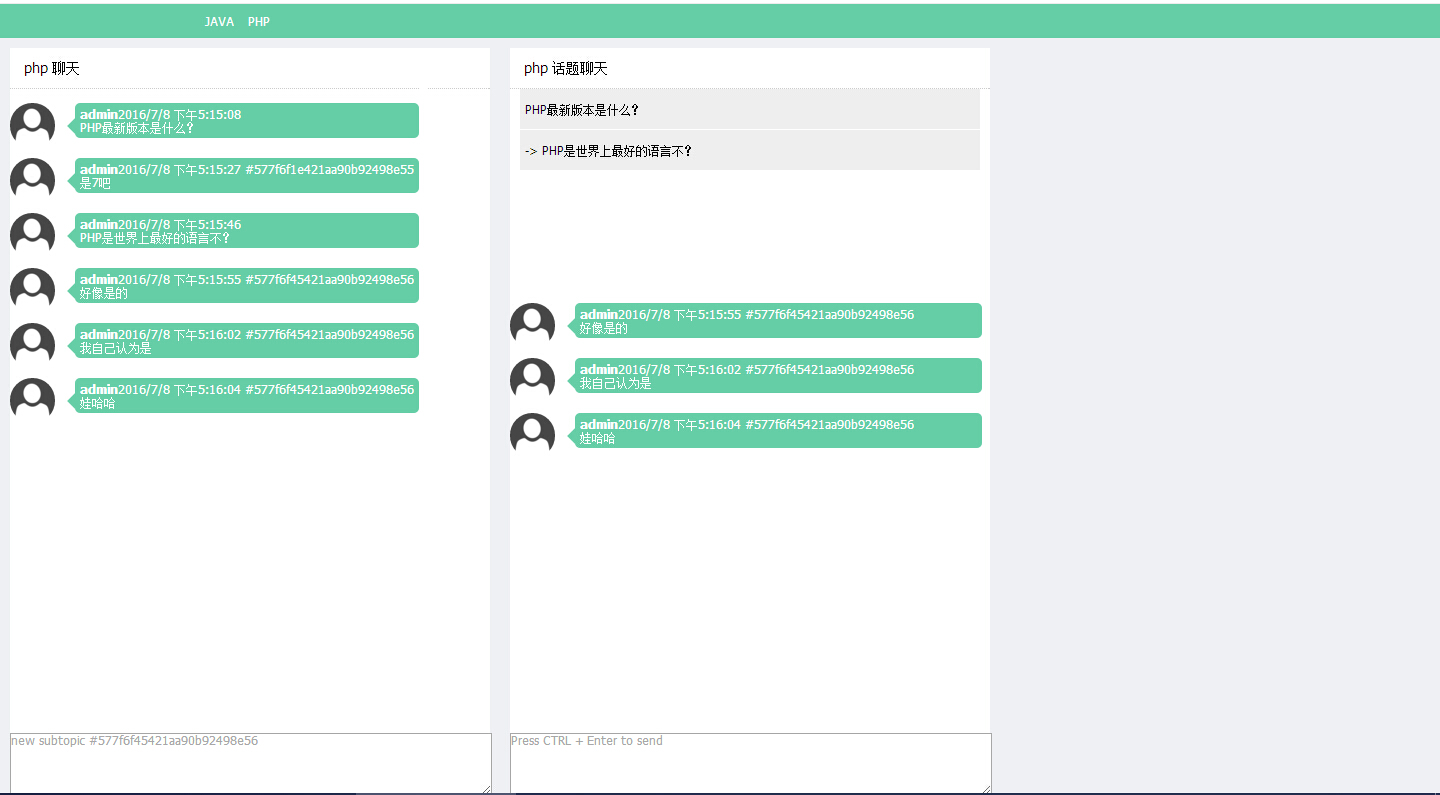 JAVA PHP
php 聊天
admin2016/7/8 下午5:15:08
PHP最新版本是什么?
admin2016/7/8 下午5:15:27 #577f6f1e421aa90b92498e55
是7吧
admin2016/7/8 下午5:15:46
PHP是世界上最好的语言不?
admin2016/7/8 下午5:15:55 #577f6f45421aa90b92498e56
好像是的
admin2016/7/8 下午5:16:02 #577f6f45421aa90b92498e56
我自己认为是
admin2016/7/8 下午5:16:04 #577f6f45421aa90b92498e56
娃哈哈
new subtopic #577f6f45421aa90b92498e56
php 话题聊天
PHP最新版本是什么?
-> PHP是世界上最好的语言不?
admin2016/7/8 下午5:15:55 #577f6f45421aa90b92498e56
好像是的
admin2016/7/8 下午5:16:02 #577f6f45421aa90b92498e56
我自己认为是
admin2016/7/8 下午5:16:04 #577f6f45421aa90b92498e56
娃哈哈
Press CTRL + Enter to send